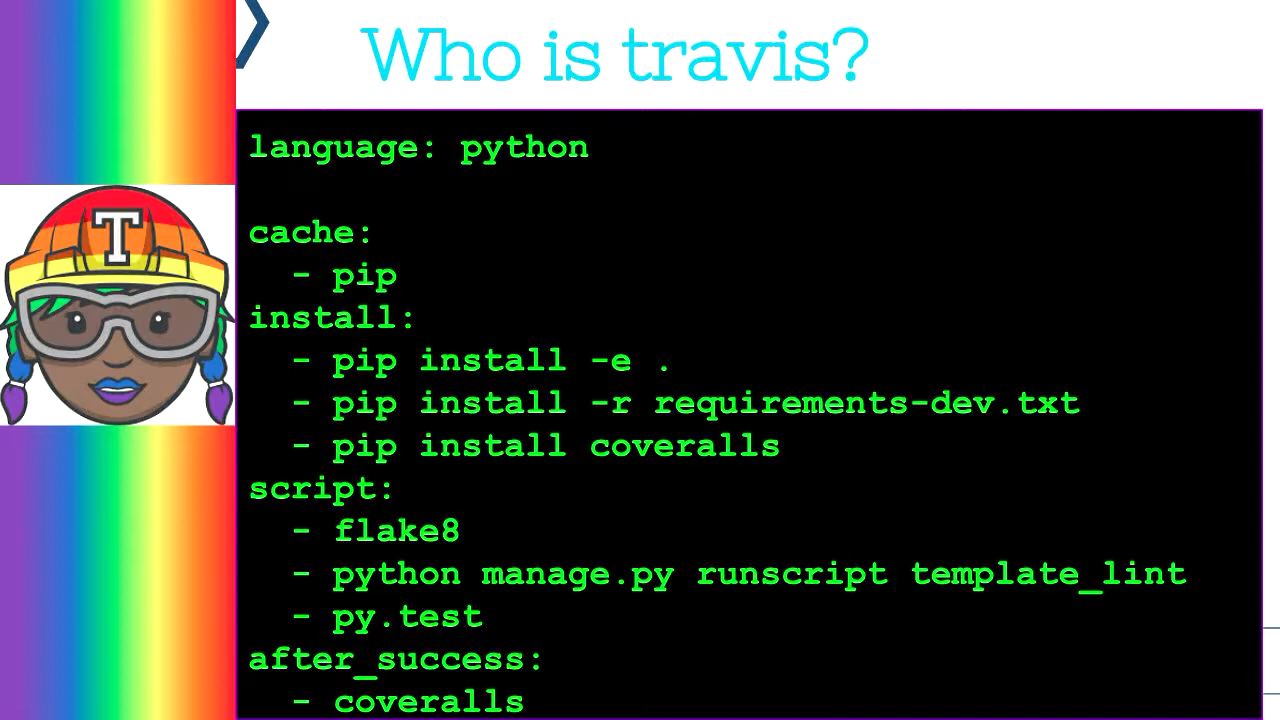 Who is travis?
T
language: python
cache:
  - pip
install:
  - pip install -e .
  - pip install -r requirements-dev.txt
  - pip install coveralls
script:
  - flake8
  - python manage.py runscript template_lint
  - py.test
after_success:
  - coveralls